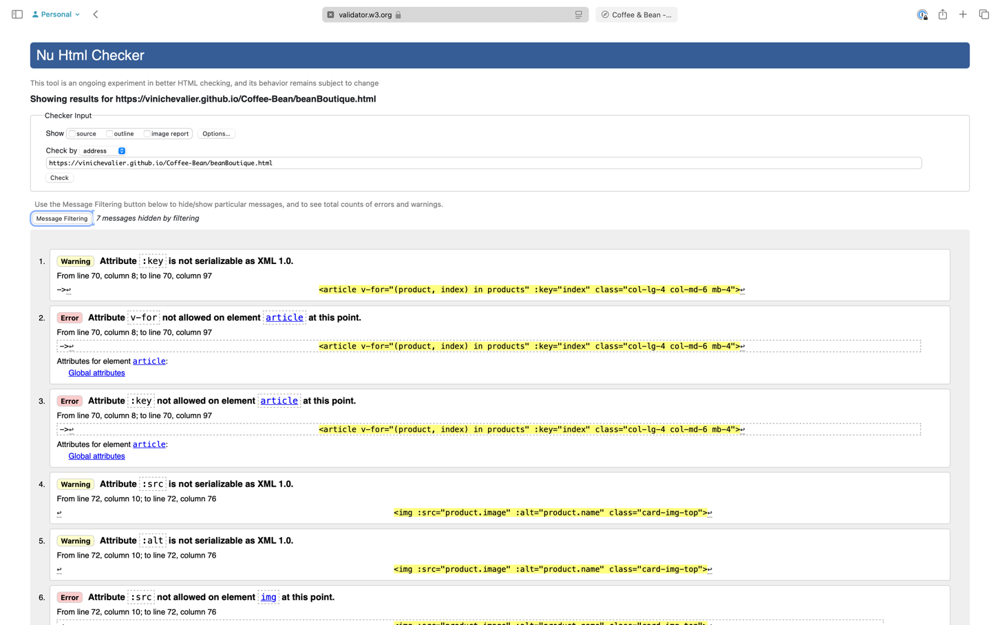 Personal
validator.w3.org
Coffee & Bean -...
Nu Html Checker
This tool is an ongoing experiment in better HTML checking, and its behavior remains subject to change
Showing results for https://vinichevalier.github.io/Coffee-Bean/beanBoutique.html
Checker Input
Show source outline image report Options...
Check by address
https://vinichevalier.github.io/Coffee-Bean/beanBoutique.html
Check
Use the Message Filtering button below to hide/show particular messages, and to see total counts of errors and warnings.
Message Filtering 7 messages hidden by filtering
1. Warning Attribute :key is not serializable as XML 1.0.
From line 70, column 8; to line 70, column 97
-->↩ <article v-for="(product, index) in products" :key="index" class="col-lg-4 col-md-6 mb-4">↩
2. Error Attribute v-for not allowed on element article at this point.
From line 70, column 8; to line 70, column 97
-->↩ <article v-for="(product, index) in products" :key="index" class="col-lg-4 col-md-6 mb-4">↩
Attributes for element article:
Global attributes
3. Error Attribute :key not allowed on element article at this point.
From line 70, column 8; to line 70, column 97
-->↩ <article v-for="(product, index) in products" :key="index" class="col-lg-4 col-md-6 mb-4">↩
Attributes for element article:
Global attributes
4. Warning Attribute :src is not serializable as XML 1.0.
From line 72, column 10; to line 72, column 76
↩ <img :src="product.image" :alt="product.name" class="card-img-top">↩
5. Warning Attribute :alt is not serializable as XML 1.0.
From line 72, column 10; to line 72, column 76
↩ <img :src="product.image" :alt="product.name" class="card-img-top">↩
6. Error Attribute :src not allowed on element img at this point.
From line 72, column 10; to line 72, column 76